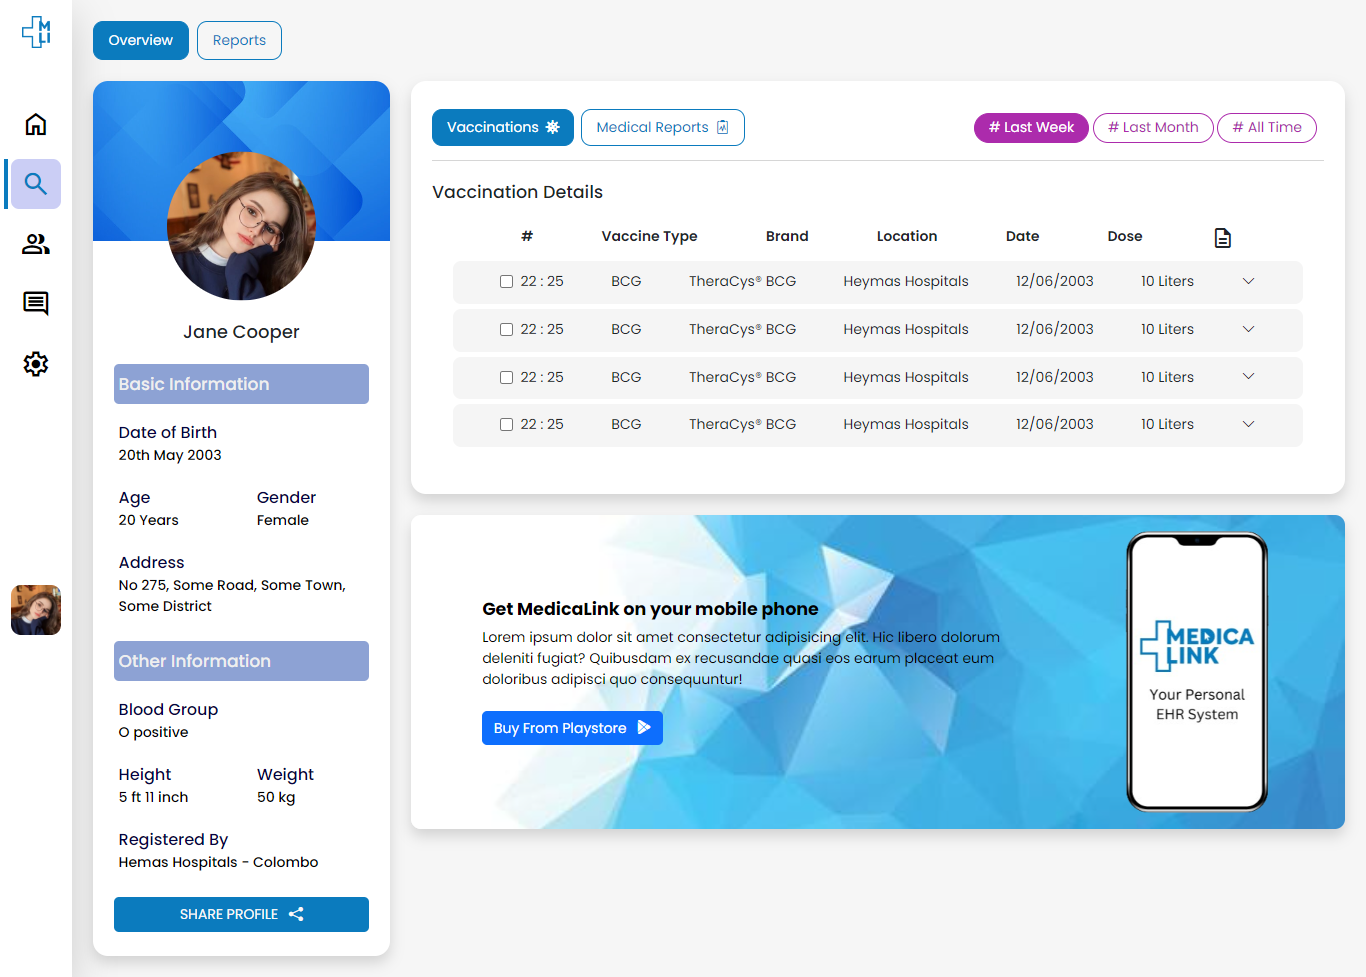 M
LI
Overview
Reports
Jane Cooper
Basic Information
Date of Birth
20th May 2003
Age
Gender
20 Years
Female
Address
No 275, Some Road, Some Town,
Some District
Other Information
Blood Group
O positive
Height
Weight
5 ft 11 inch
50 kg
Registered By
Hemas Hospitals - Colombo
SHARE PROFILE
Vaccinations
Medical Reports
# Last Week
# Last Month
# All Time
Vaccination Details
# Vaccine Type Brand Location Date Dose
22 : 25 BCG TheraCys® BCG Heymas Hospitals 12/06/2003 10 Liters
22 : 25 BCG TheraCys® BCG Heymas Hospitals 12/06/2003 10 Liters
22 : 25 BCG TheraCys® BCG Heymas Hospitals 12/06/2003 10 Liters
22 : 25 BCG TheraCys® BCG Heymas Hospitals 12/06/2003 10 Liters
Get MedicaLink on your mobile phone
Lorem ipsum dolor sit amet consectetur adipisicing elit. Hic libero dolorum
deleniti fugiat? Quibusdam ex recusandae quasi eos earum placeat eum
doloribus adipisci quo consequuntur!
Buy From Playstore
MEDICA
LINK
Your Personal
EHR System